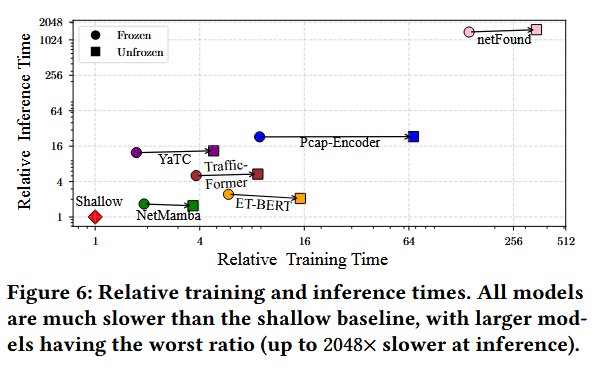 2048
1024
256
64
16
4
1
Relative Inference Time
Frozen
Unfrozen
netFound
Pcap-Encoder
YaTC
Traffic-
Former
ET-BERT
NetMamba
Shallow
1 4 16 64 256 512
Relative Training Time
Figure 6: Relative training and inference times. All models
are much slower than the shallow baseline, with larger mod-
els having the worst ratio (up to 2048× slower at inference).